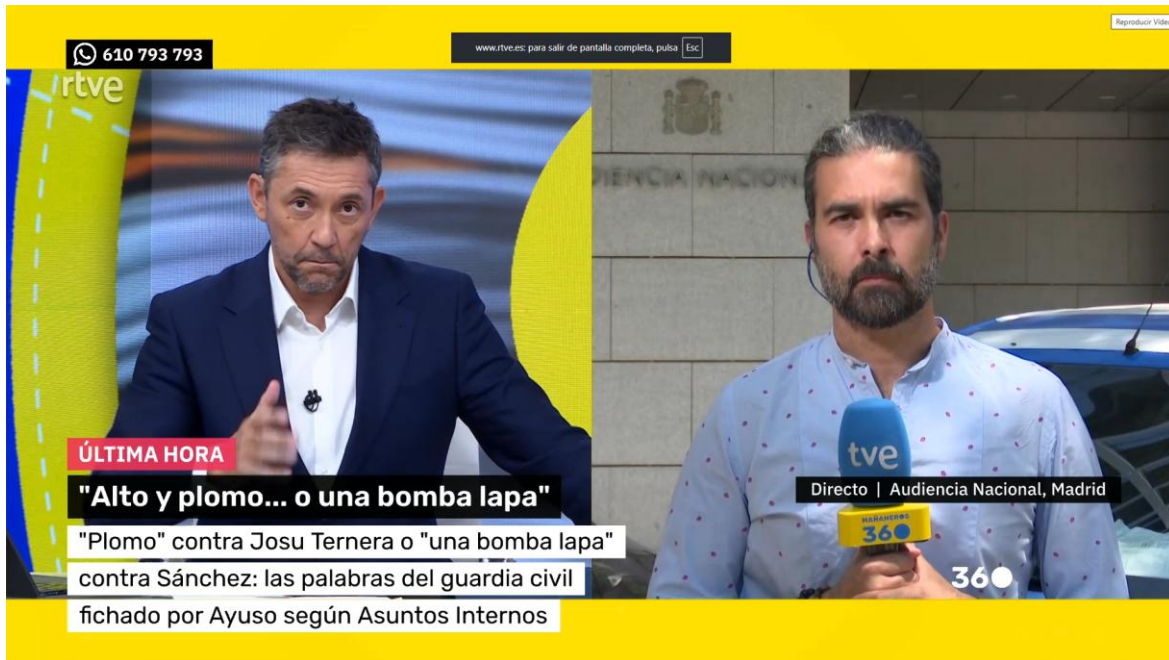 Reproducir Víde
www.rtve.es: para salir de pantalla completa, pulsa Esc
610 793 793
rtve
DIENCIA NACION
ÚLTIMA HORA
"Alto y plomo... o una bomba lapa"
"Plomo" contra Josu Ternera o "una bomba lapa"
contra Sánchez: las palabras del guardia civil
fichado por Ayuso según Asuntos Internos
tve
Directo | Audiencia Nacional, Madrid
MAÑANEROS
360
360